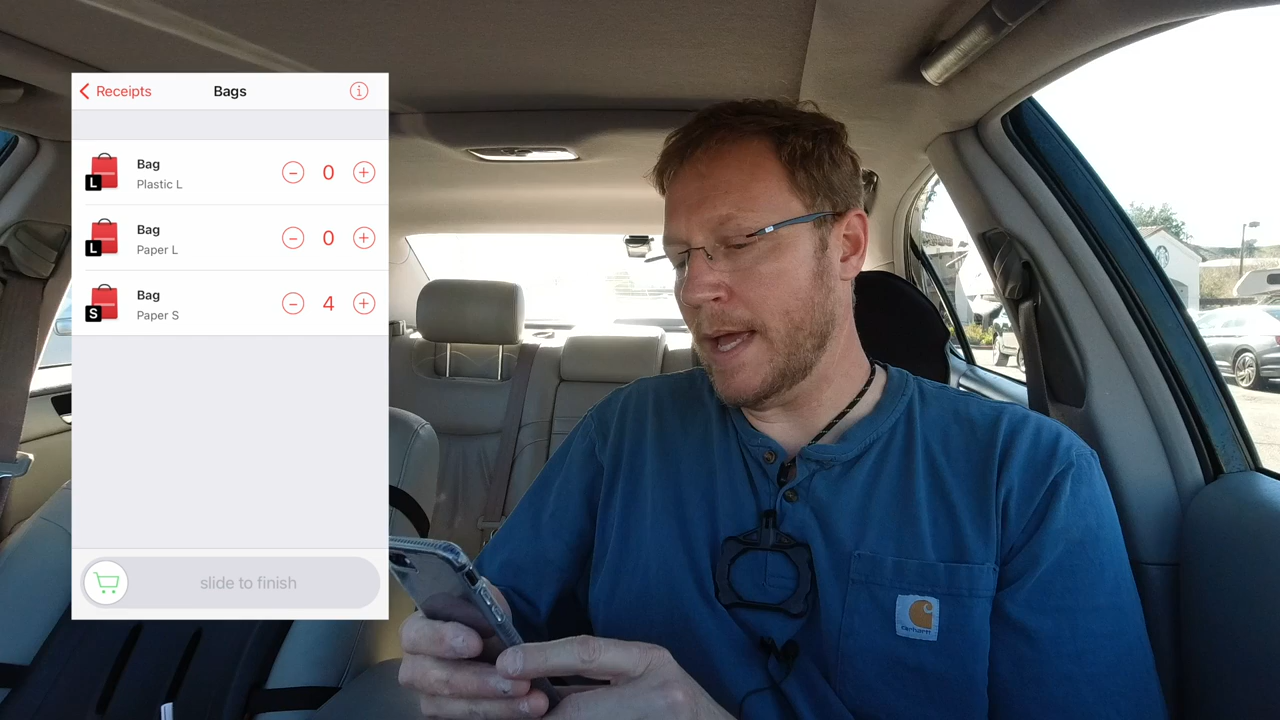 Receipts
Bags
Bag
Plastic L
0
L
Bag
Paper L
0
L
Bag
Paper S
4
S
slide to finish
carhartt